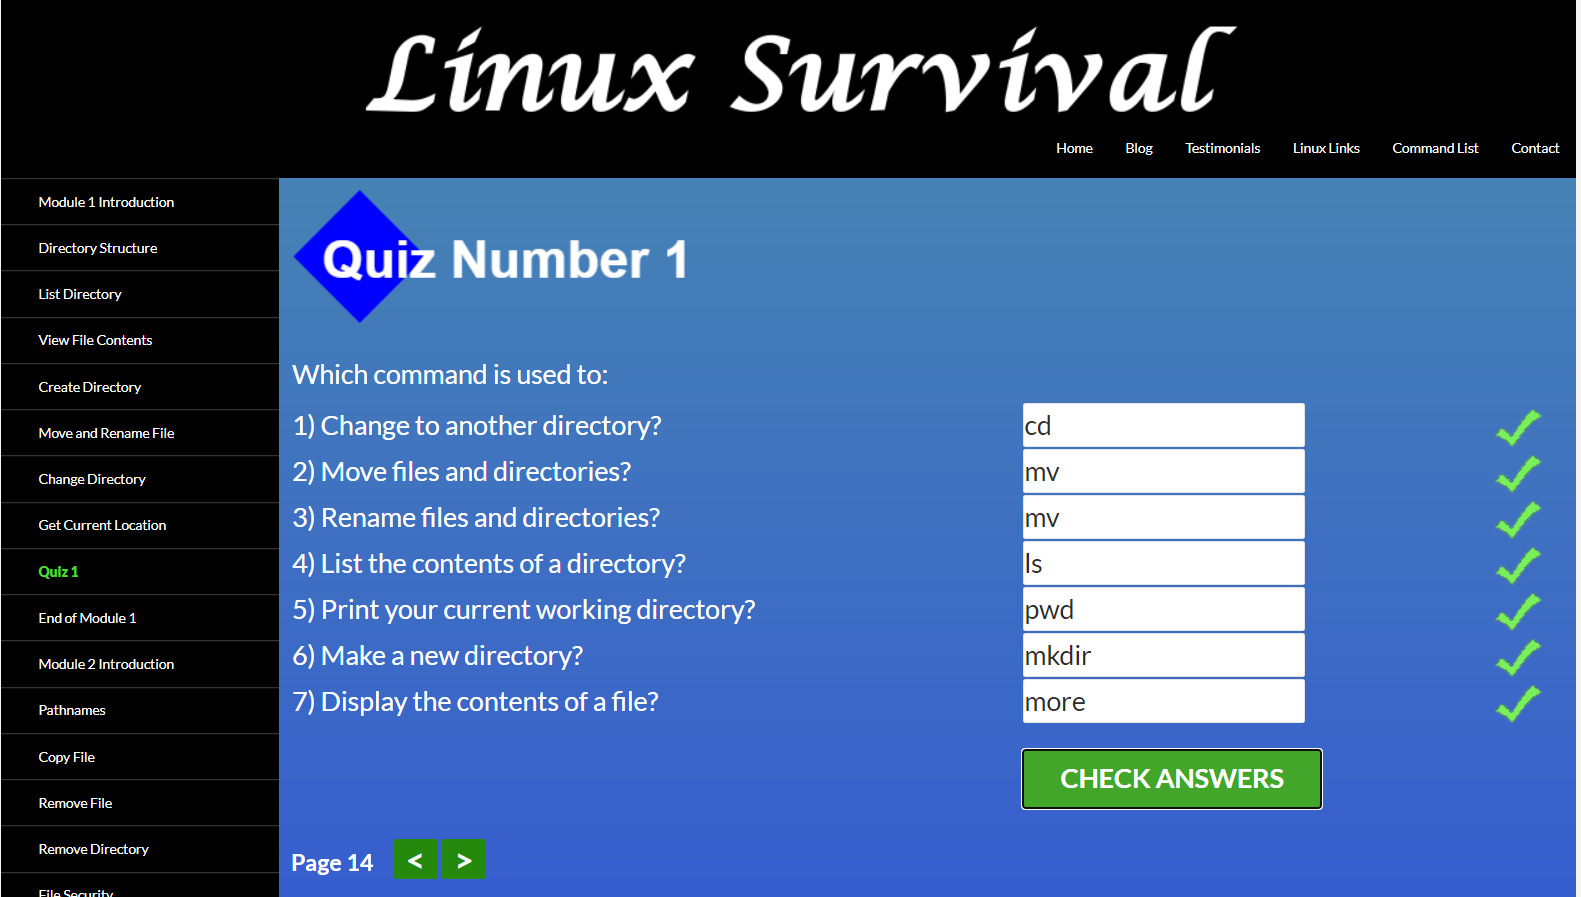 Linux Survival
Home Blog Testimonials Linux Links Command List Contact
Module 1 Introduction
Directory Structure
List Directory
View File Contents
Create Directory
Move and Rename File
Change Directory
Get Current Location
Quiz 1
End of Module 1
Module 2 Introduction
Pathnames
Copy File
Remove File
Remove Directory
File Security
Quiz Number 1
Which command is used to:
1) Change to another directory? cd
2) Move files and directories? mv
3) Rename files and directories? mv
4) List the contents of a directory? ls
5) Print your current working directory? pwd
6) Make a new directory? mkdir
7) Display the contents of a file? more
CHECK ANSWERS
Page 14 < >